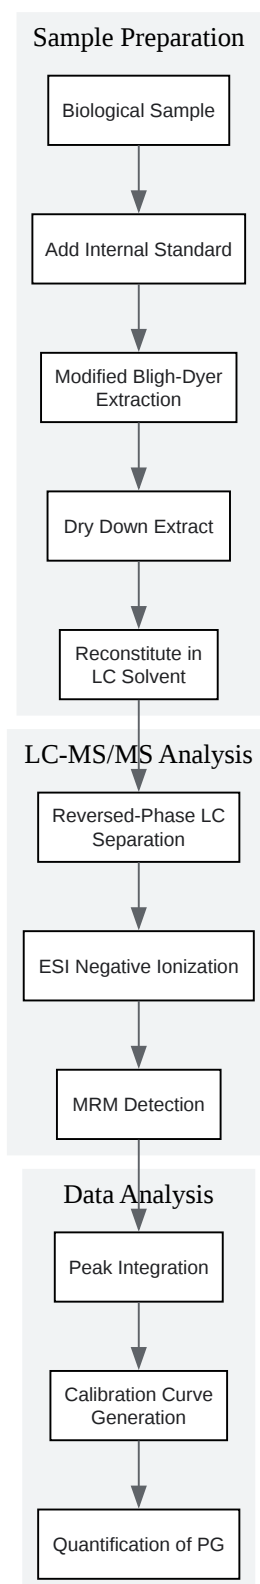 Sample Preparation
Biological Sample
Add Internal Standard
Modified Bligh-Dyer
Extraction
Dry Down Extract
Reconstitute in
LC Solvent
LC-MS/MS Analysis
Reversed-Phase LC
Separation
ESI Negative Ionization
MRM Detection
Data Analysis
Peak Integration
Calibration Curve
Generation
Quantification of PG